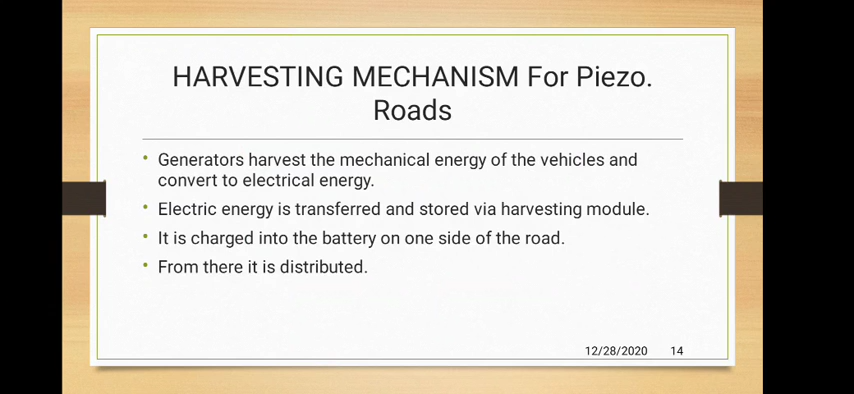 HARVESTING MECHANISM For Piezo.
Roads
• Generators harvest the mechanical energy of the vehicles and
convert to electrical energy.
• Electric energy is transferred and stored via harvesting module.
• It is charged into the battery on one side of the road.
• From there it is distributed.
12/28/2020 14